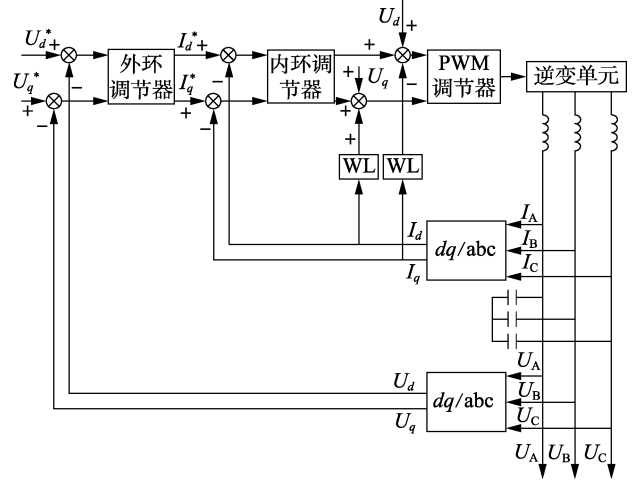 U_d
+
U_d^* + I_d^* + + +
外环
调节器
内环调
节器
PWM
调节器
逆变单元
U_q^* − I_q^* − + U_q −
+ − + − +
+
WL WL
I_A
I_d I_B
dq/abc
I_q I_C
U_A
U_d U_B
dq/abc
U_q U_C
U_A U_B U_C